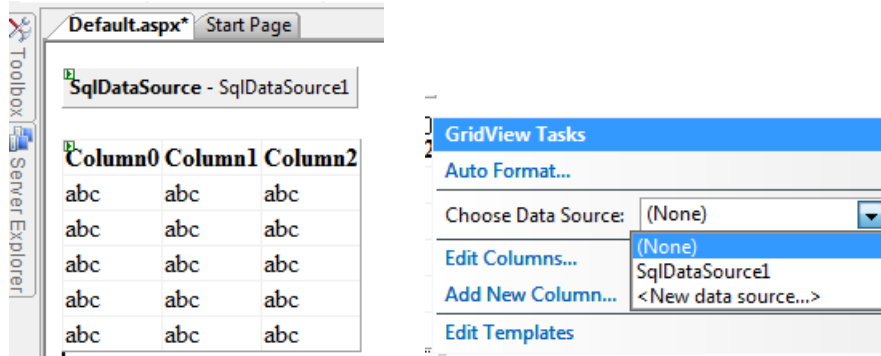 Default.aspx* Start Page
Toolbox
Server Explorer
SqlDataSource - SqlDataSource1
Column0 Column1 Column2
abc abc abc
abc abc abc
abc abc abc
abc abc abc
abc abc abc
GridView Tasks
Auto Format...
Choose Data Source: (None)
(None)
SqlDataSource1
<New data source...>
Edit Columns...
Add New Column...
Edit Templates